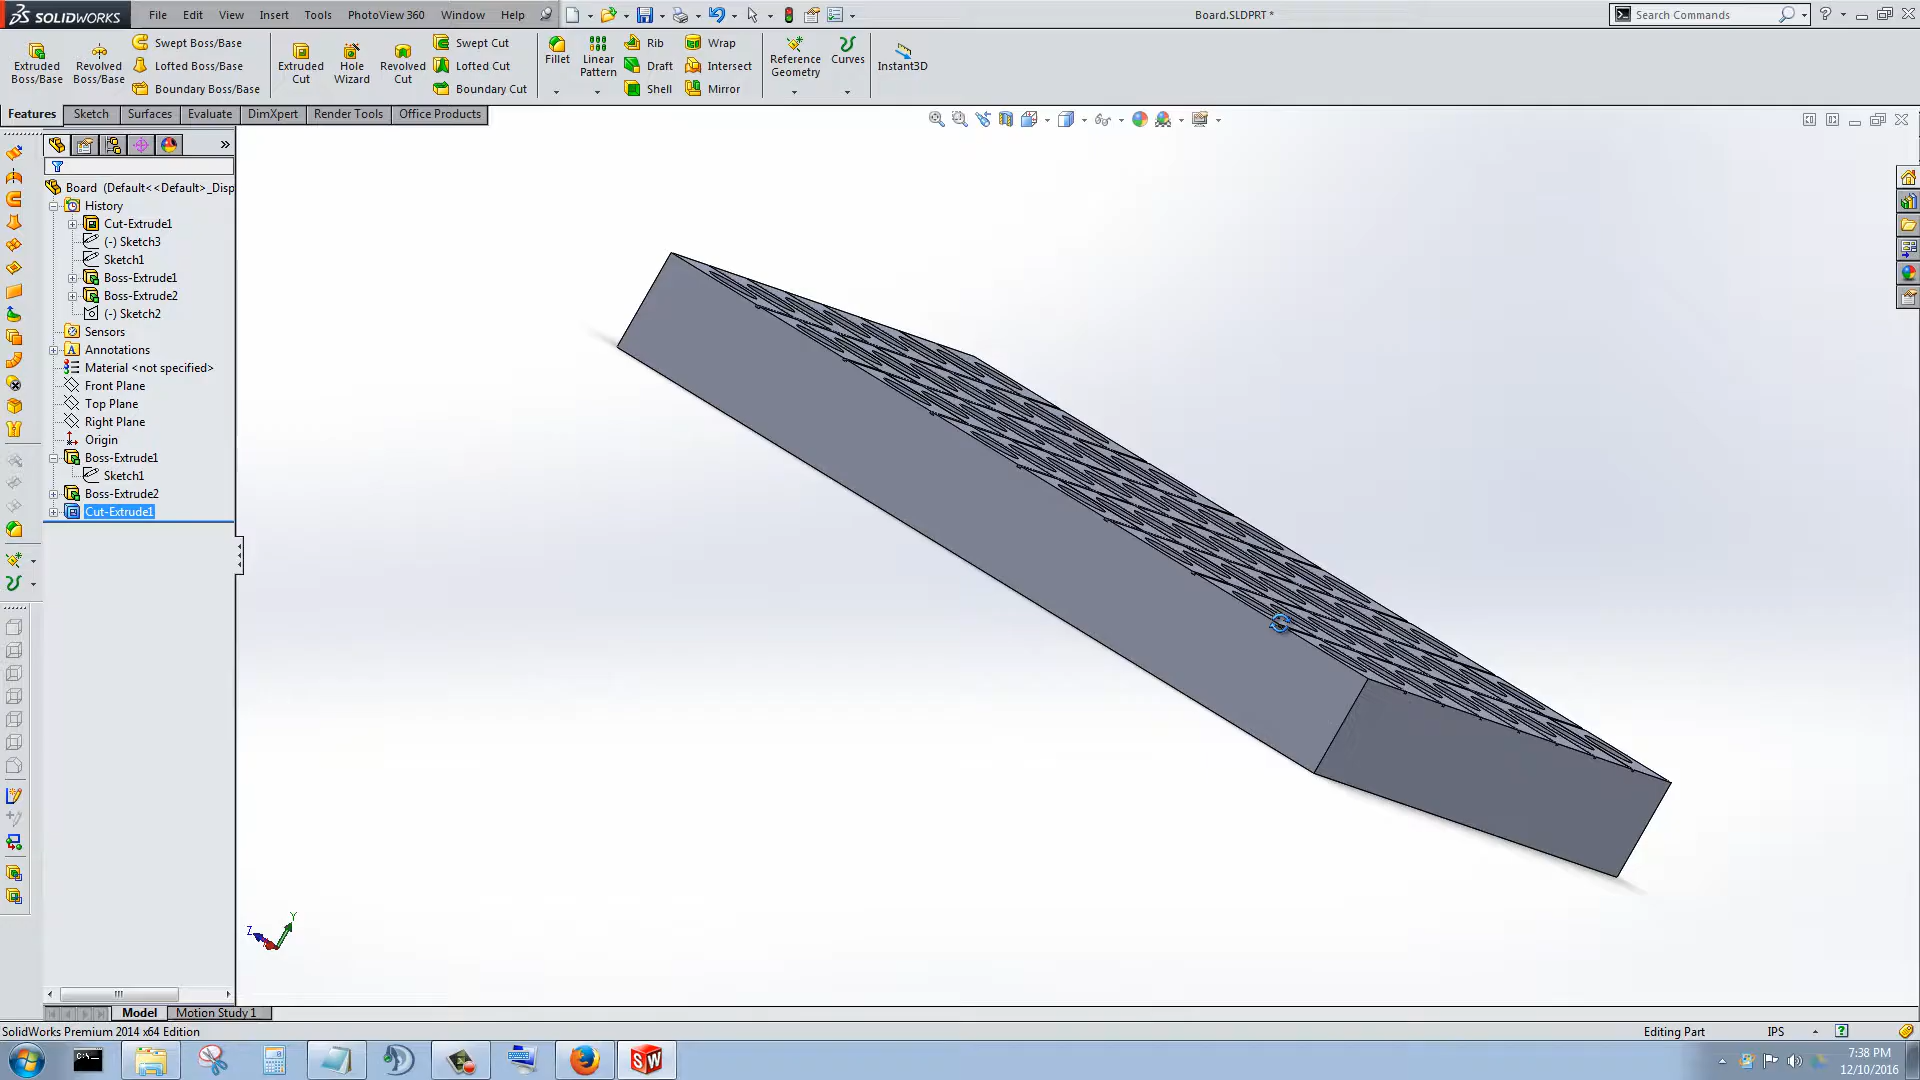 SOLIDWORKS File Edit View Insert Tools PhotoView 360 Window Help Board.SLDPRT * Search Commands
Extruded Boss/Base
Revolved Boss/Base
Swept Boss/Base
Lofted Boss/Base
Boundary Boss/Base
Extruded Cut
Hole Wizard
Revolved Cut
Swept Cut
Lofted Cut
Boundary Cut
Fillet
Linear Pattern
Rib
Draft
Shell
Wrap
Intersect
Mirror
Reference Geometry
Curves
Instant3D
Features Sketch Surfaces Evaluate DimXpert Render Tools Office Products
Board (Default<<Default>_Disp
History
Cut-Extrude1
(-) Sketch3
Sketch1
Boss-Extrude1
Boss-Extrude2
(-) Sketch2
Sensors
Annotations
Material <not specified>
Front Plane
Top Plane
Right Plane
Origin
Boss-Extrude1
Sketch1
Boss-Extrude2
Cut-Extrude1
Y
Z
Model Motion Study 1
SolidWorks Premium 2014 x64 Edition Editing Part IPS
7:38 PM
12/10/2016